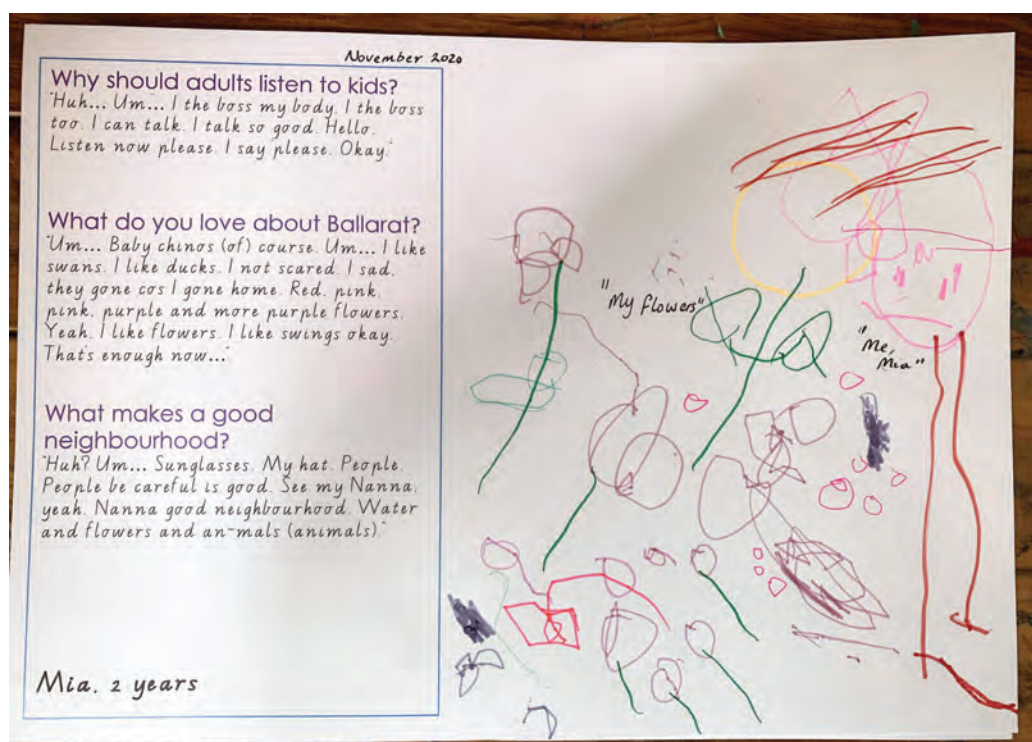 November 2020
Why should adults listen to kids?
"Huh... Um... I the boss my body. I the boss
too. I can talk. I talk so good. Hello.
Listen now please. I say please. Okay."
What do you love about Ballarat?
"Um... Baby chinos (of) course. Um... I like
swans. I like ducks. I not scared. I sad,
they gone cos I gone home. Red, pink,
pink, purple and more purple flowers.
Yeah. I like flowers. I like swings okay.
That's enough now..."
What makes a good
neighbourhood?
"Huh? Um... Sunglasses. My hat. People.
People be careful is good. See my Nanna,
yeah. Nanna good neighbourhood. Water
and flowers and an-mals (animals)."
Mia. 2 years
"My flowers"
"Me,
Mia"